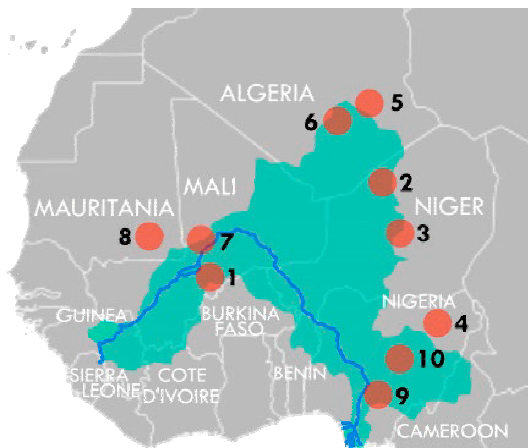 ALGERIA
5
6
MALI
2
MAURITANIA
NIGER
8
7
3
1
NIGERIA
GUINEA
BURKINA
FASO
4
10
SIERRA
LEONE
COTE
D'IVOIRE
BENIN
9
CAMEROON